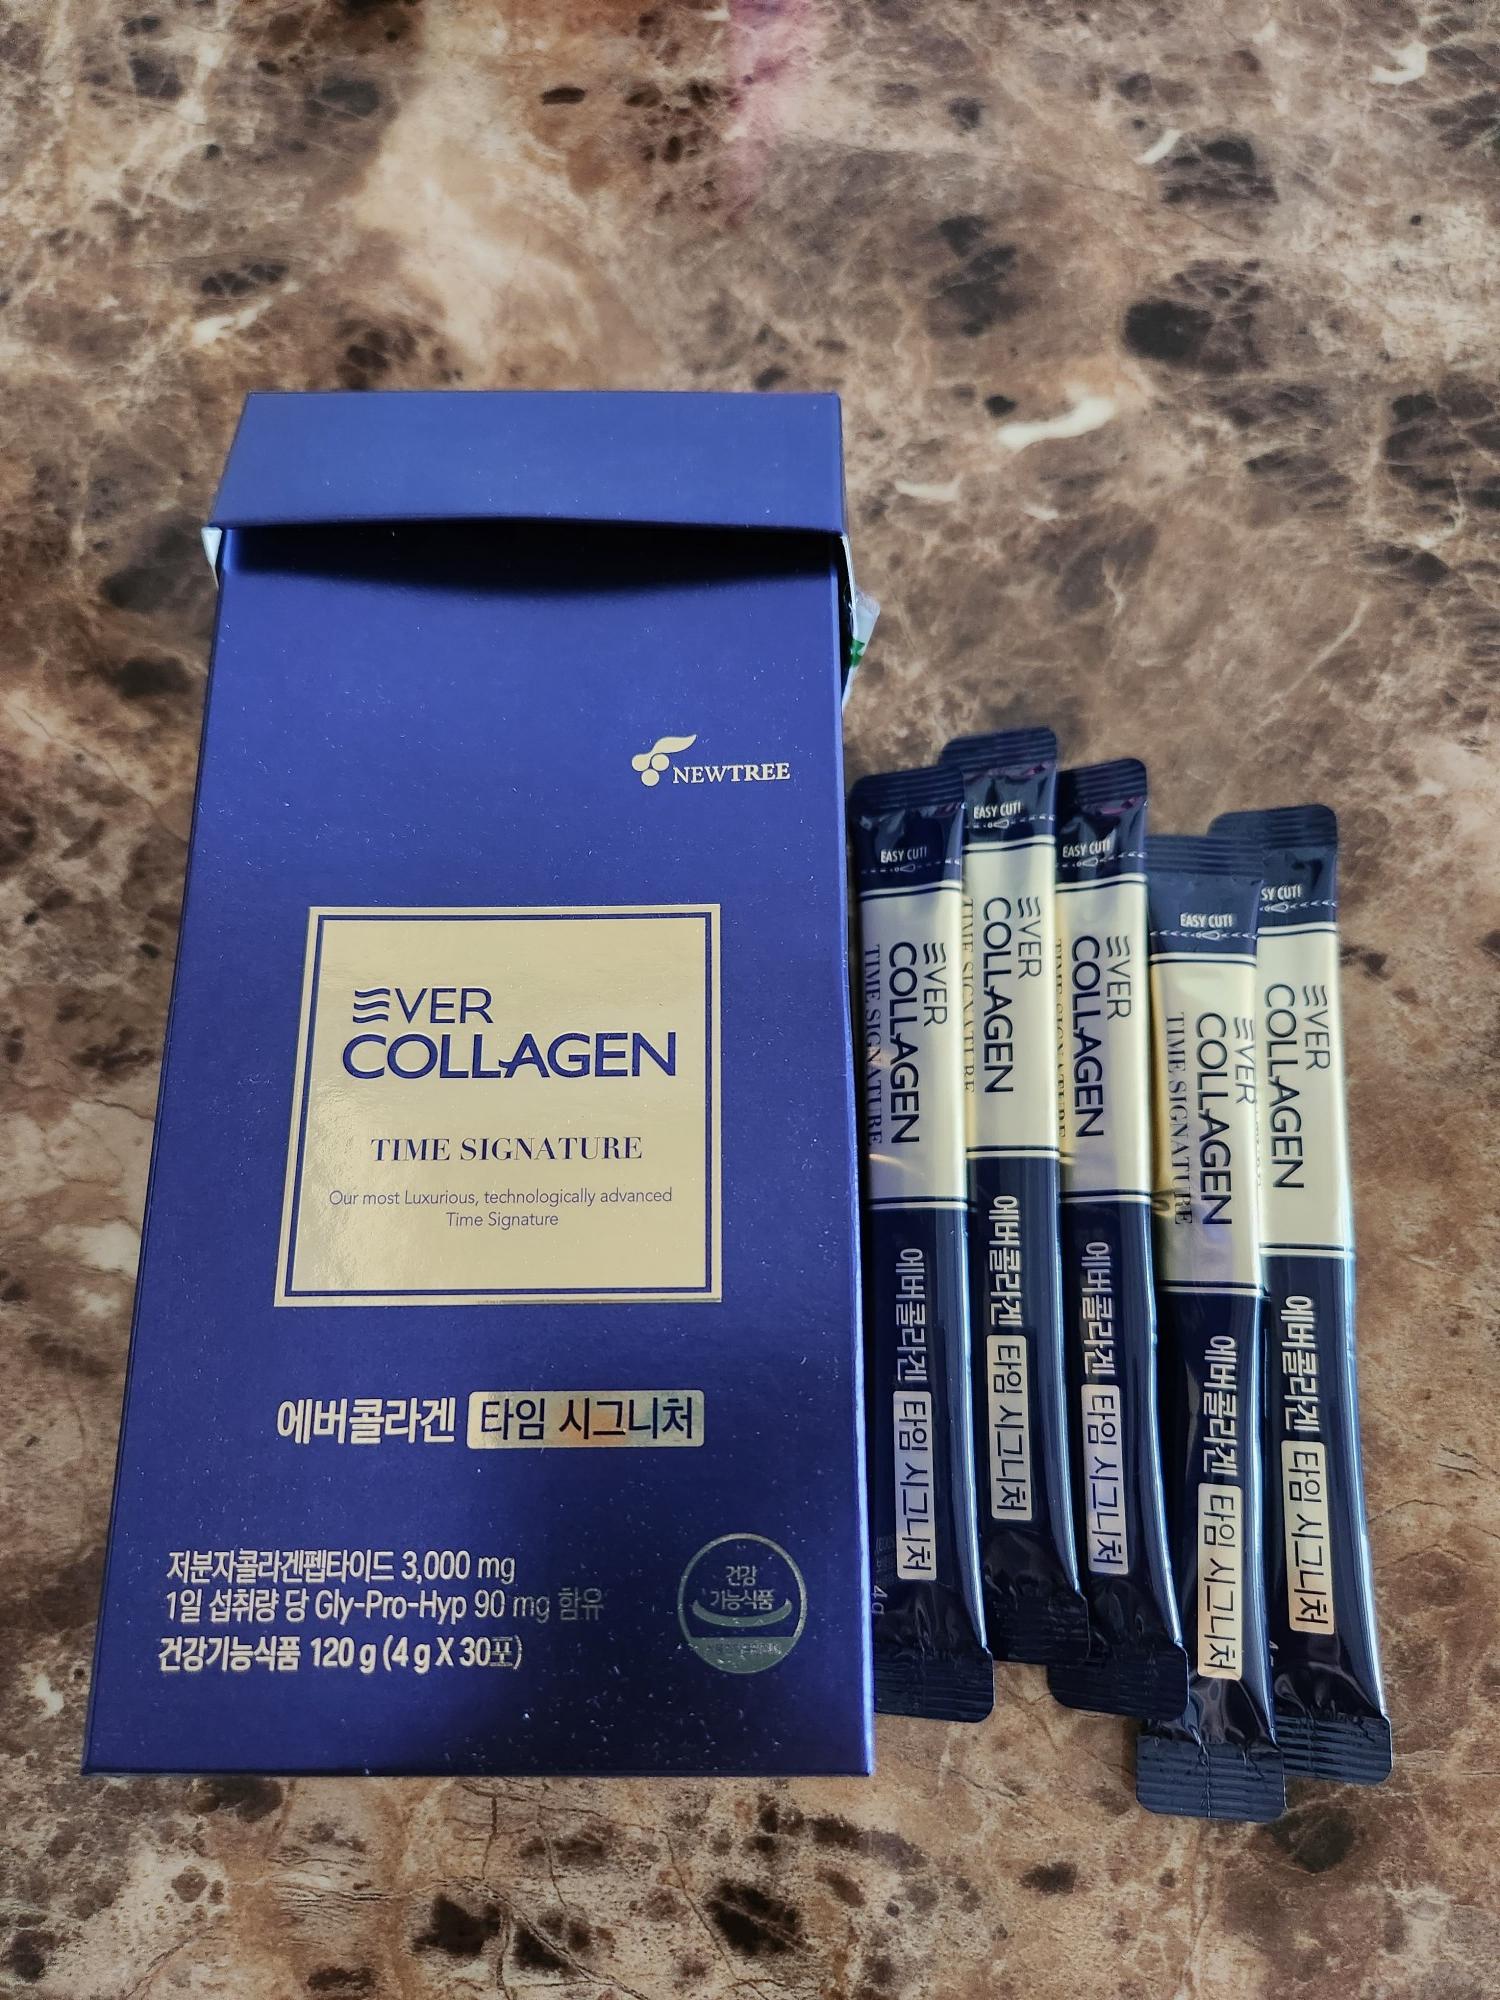 NEWTREE
EVER
COLLAGEN
TIME SIGNATURE
Our most Luxurious, technologically advanced
Time Signature
에버콜라겐 타임 시그니처
저분자콜라겐펩타이드 3,000 mg
1일 섭취량 당 Gly-Pro-Hyp 90 mg 함유
건강기능식품 120 g (4 g X 30포)
건강
기능식품
EASY CUT!
EVER
COLLAGEN
TIME SIGNATURE
에버콜라겐 타임 시그니처
4g
EASY CUT!
EVER
COLLAGEN
TIME SIGNATURE
에버콜라겐 타임 시그니처
EASY CUT!
EVER
COLLAGEN
TIME SIGNATURE
에버콜라겐 타임 시그니처
EASY CUT!
EVER
COLLAGEN
TIME SIGNATURE
에버콜라겐 타임 시그니처
SY CUT!
EVER
COLLAGEN
에버콜라겐 타임 시그니처